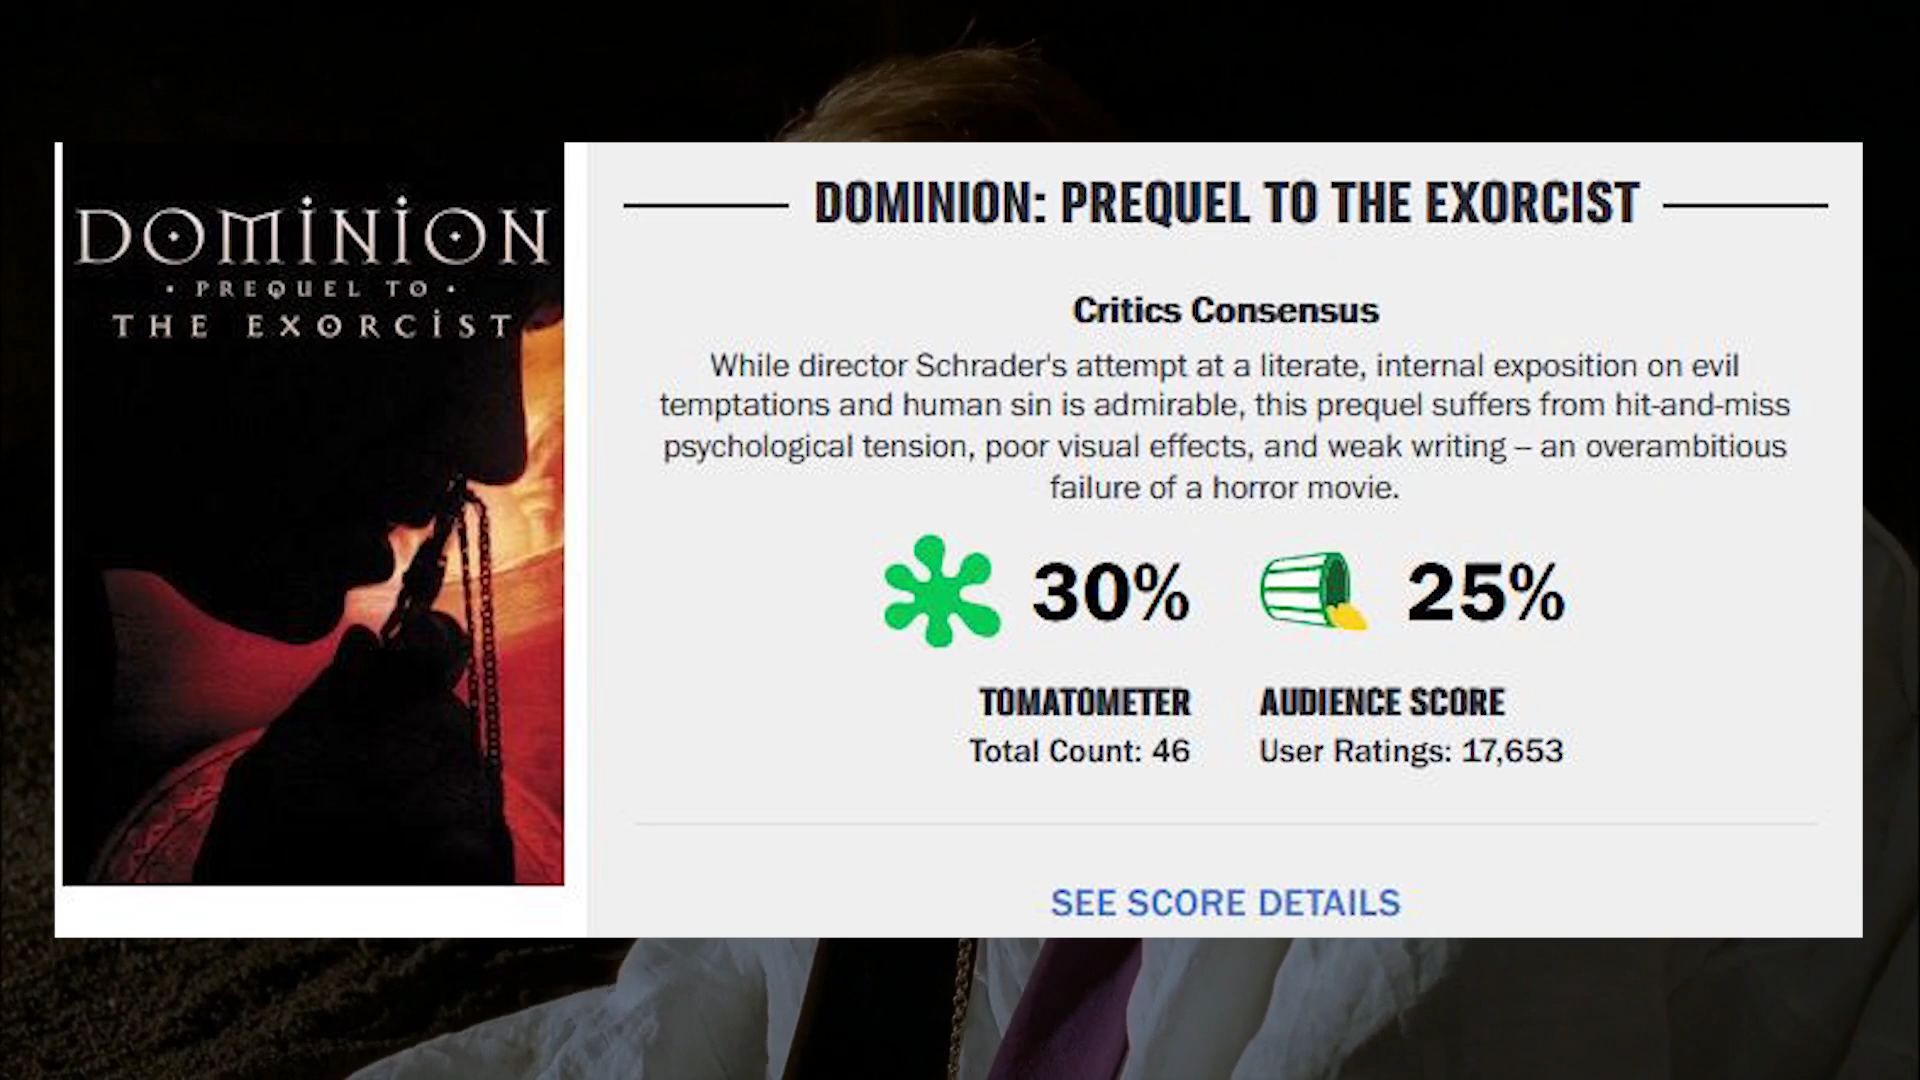 DOMINION
• PREQUEL TO •
THE EXORCIST
DOMINION: PREQUEL TO THE EXORCIST
Critics Consensus
While director Schrader's attempt at a literate, internal exposition on evil
temptations and human sin is admirable, this prequel suffers from hit-and-miss
psychological tension, poor visual effects, and weak writing – an overambitious
failure of a horror movie.
30% 25%
TOMATOMETER AUDIENCE SCORE
Total Count: 46 User Ratings: 17,653
SEE SCORE DETAILS